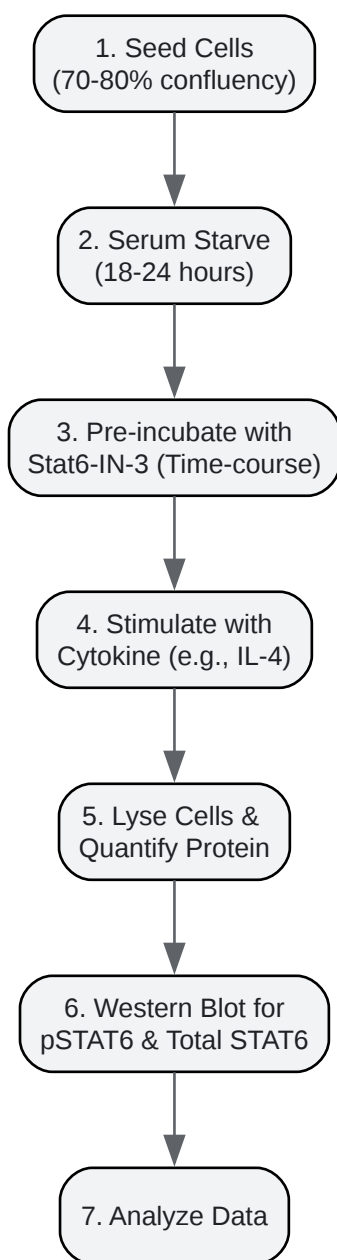 1. Seed Cells
(70-80% confluency)
2. Serum Starve
(18-24 hours)
3. Pre-incubate with
Stat6-IN-3 (Time-course)
4. Stimulate with
Cytokine (e.g., IL-4)
5. Lyse Cells &
Quantify Protein
6. Western Blot for
pSTAT6 & Total STAT6
7. Analyze Data